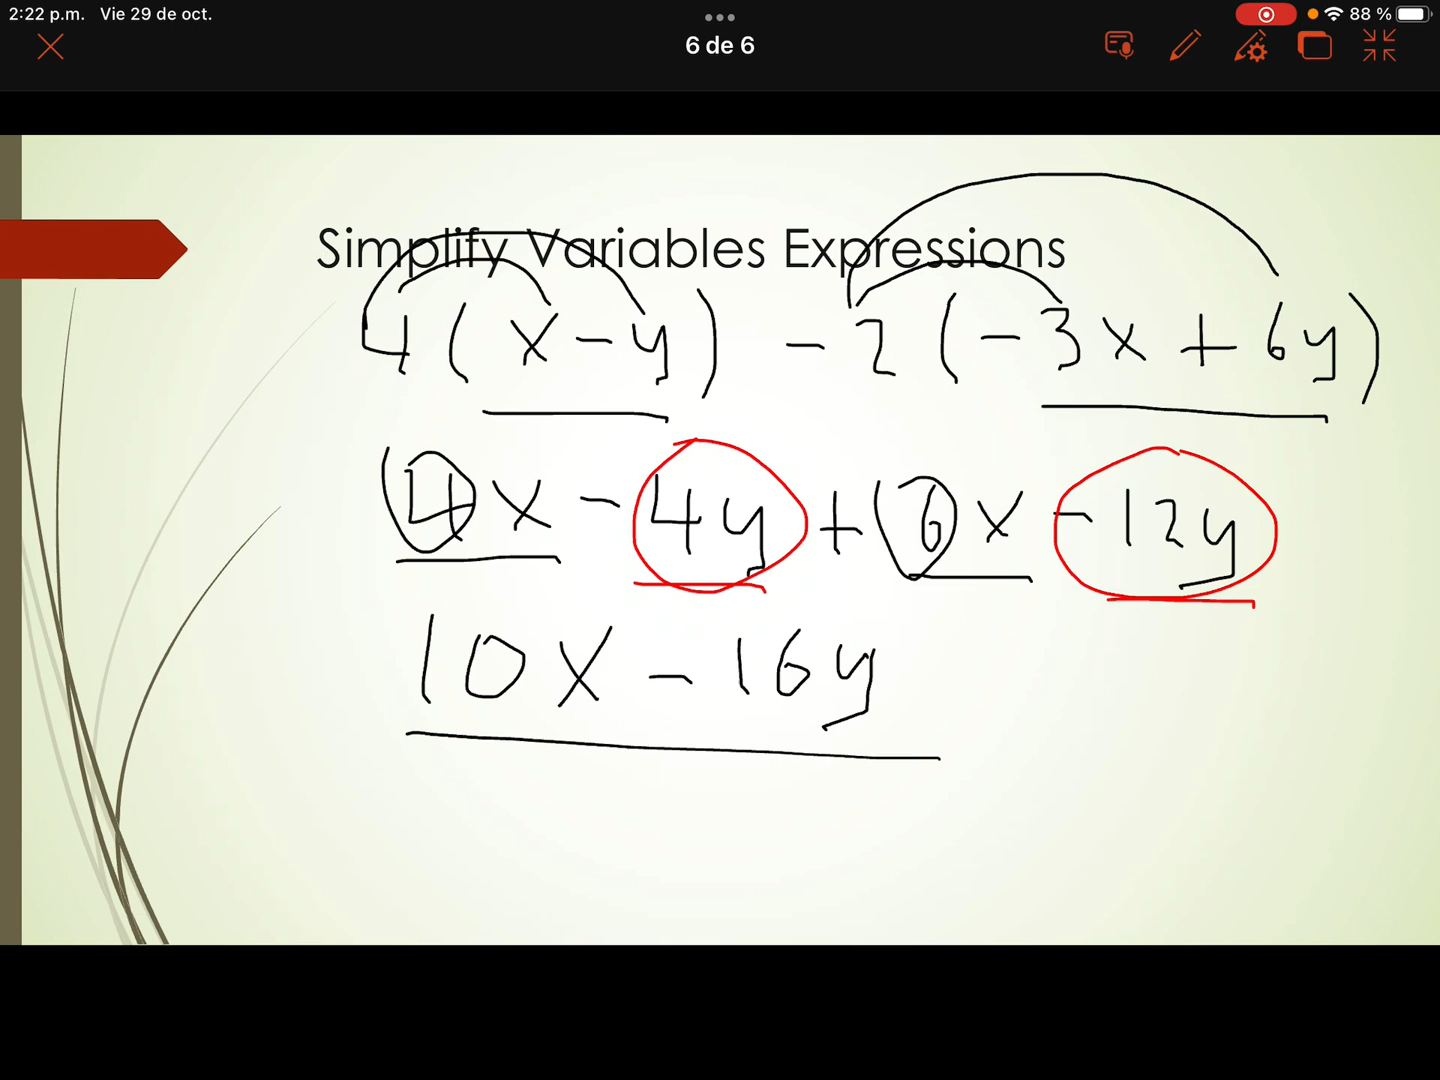 2:22 p.m. Vie 29 de oct.
88 %
6 de 6
Simplify Variables Expressions
4(x-y) -2(-3x+6y)
4x-4y+6x-12y
10x-16y